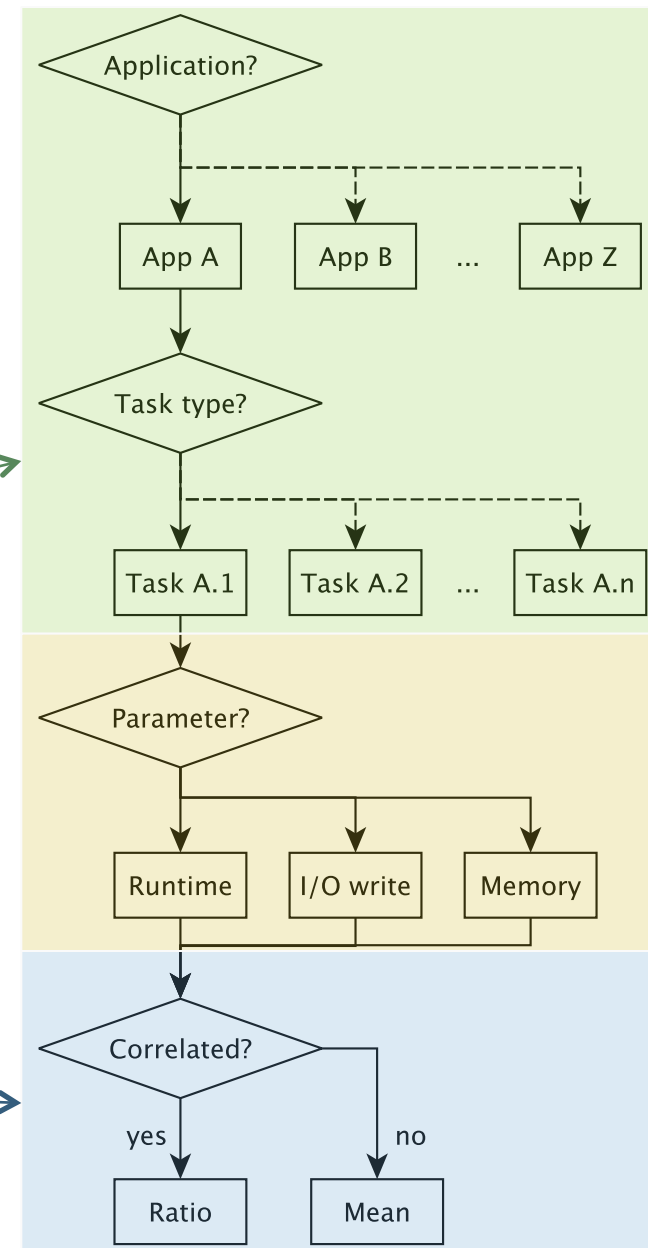 Application?
App A
App B
...
App Z
Task type?
Task A.1
Task A.2
...
Task A.n
Parameter?
Runtime
I/O write
Memory
Correlated?
yes
no
Ratio
Mean